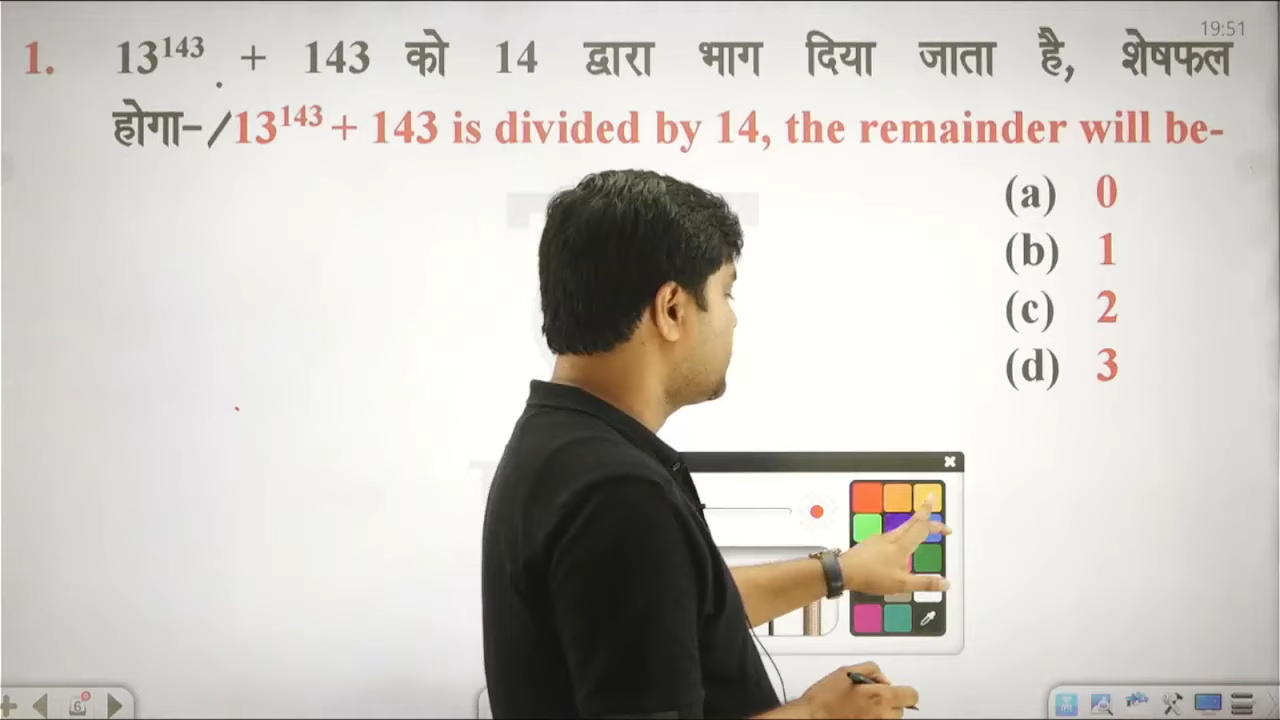 19:51
1. 13¹⁴³ + 143 को 14 द्वारा भाग दिया जाता है, शेषफल
होगा-/13¹⁴³ + 143 is divided by 14, the remainder will be-
(a) 0
(b) 1
(c) 2
(d) 3
6